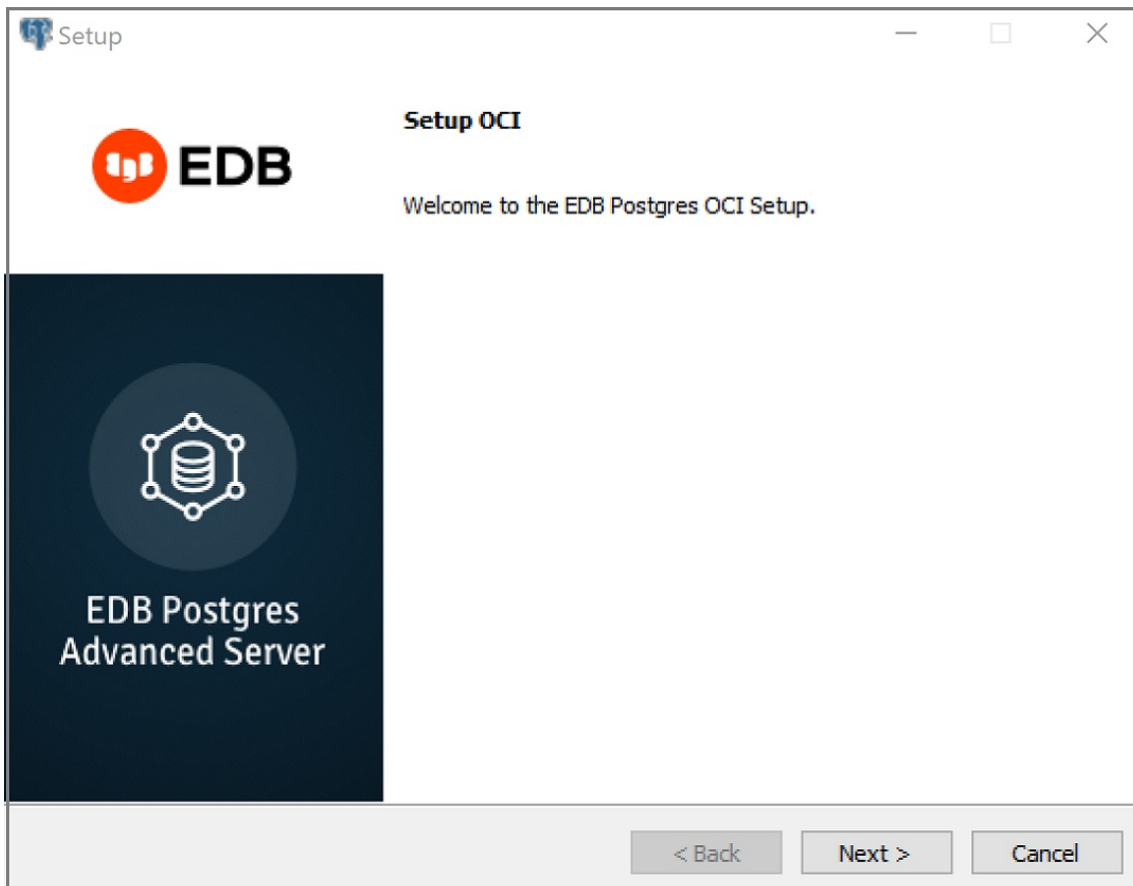 Setup
EDB
Setup OCI
Welcome to the EDB Postgres OCI Setup.
EDB Postgres
Advanced Server
< Back
Next >
Cancel